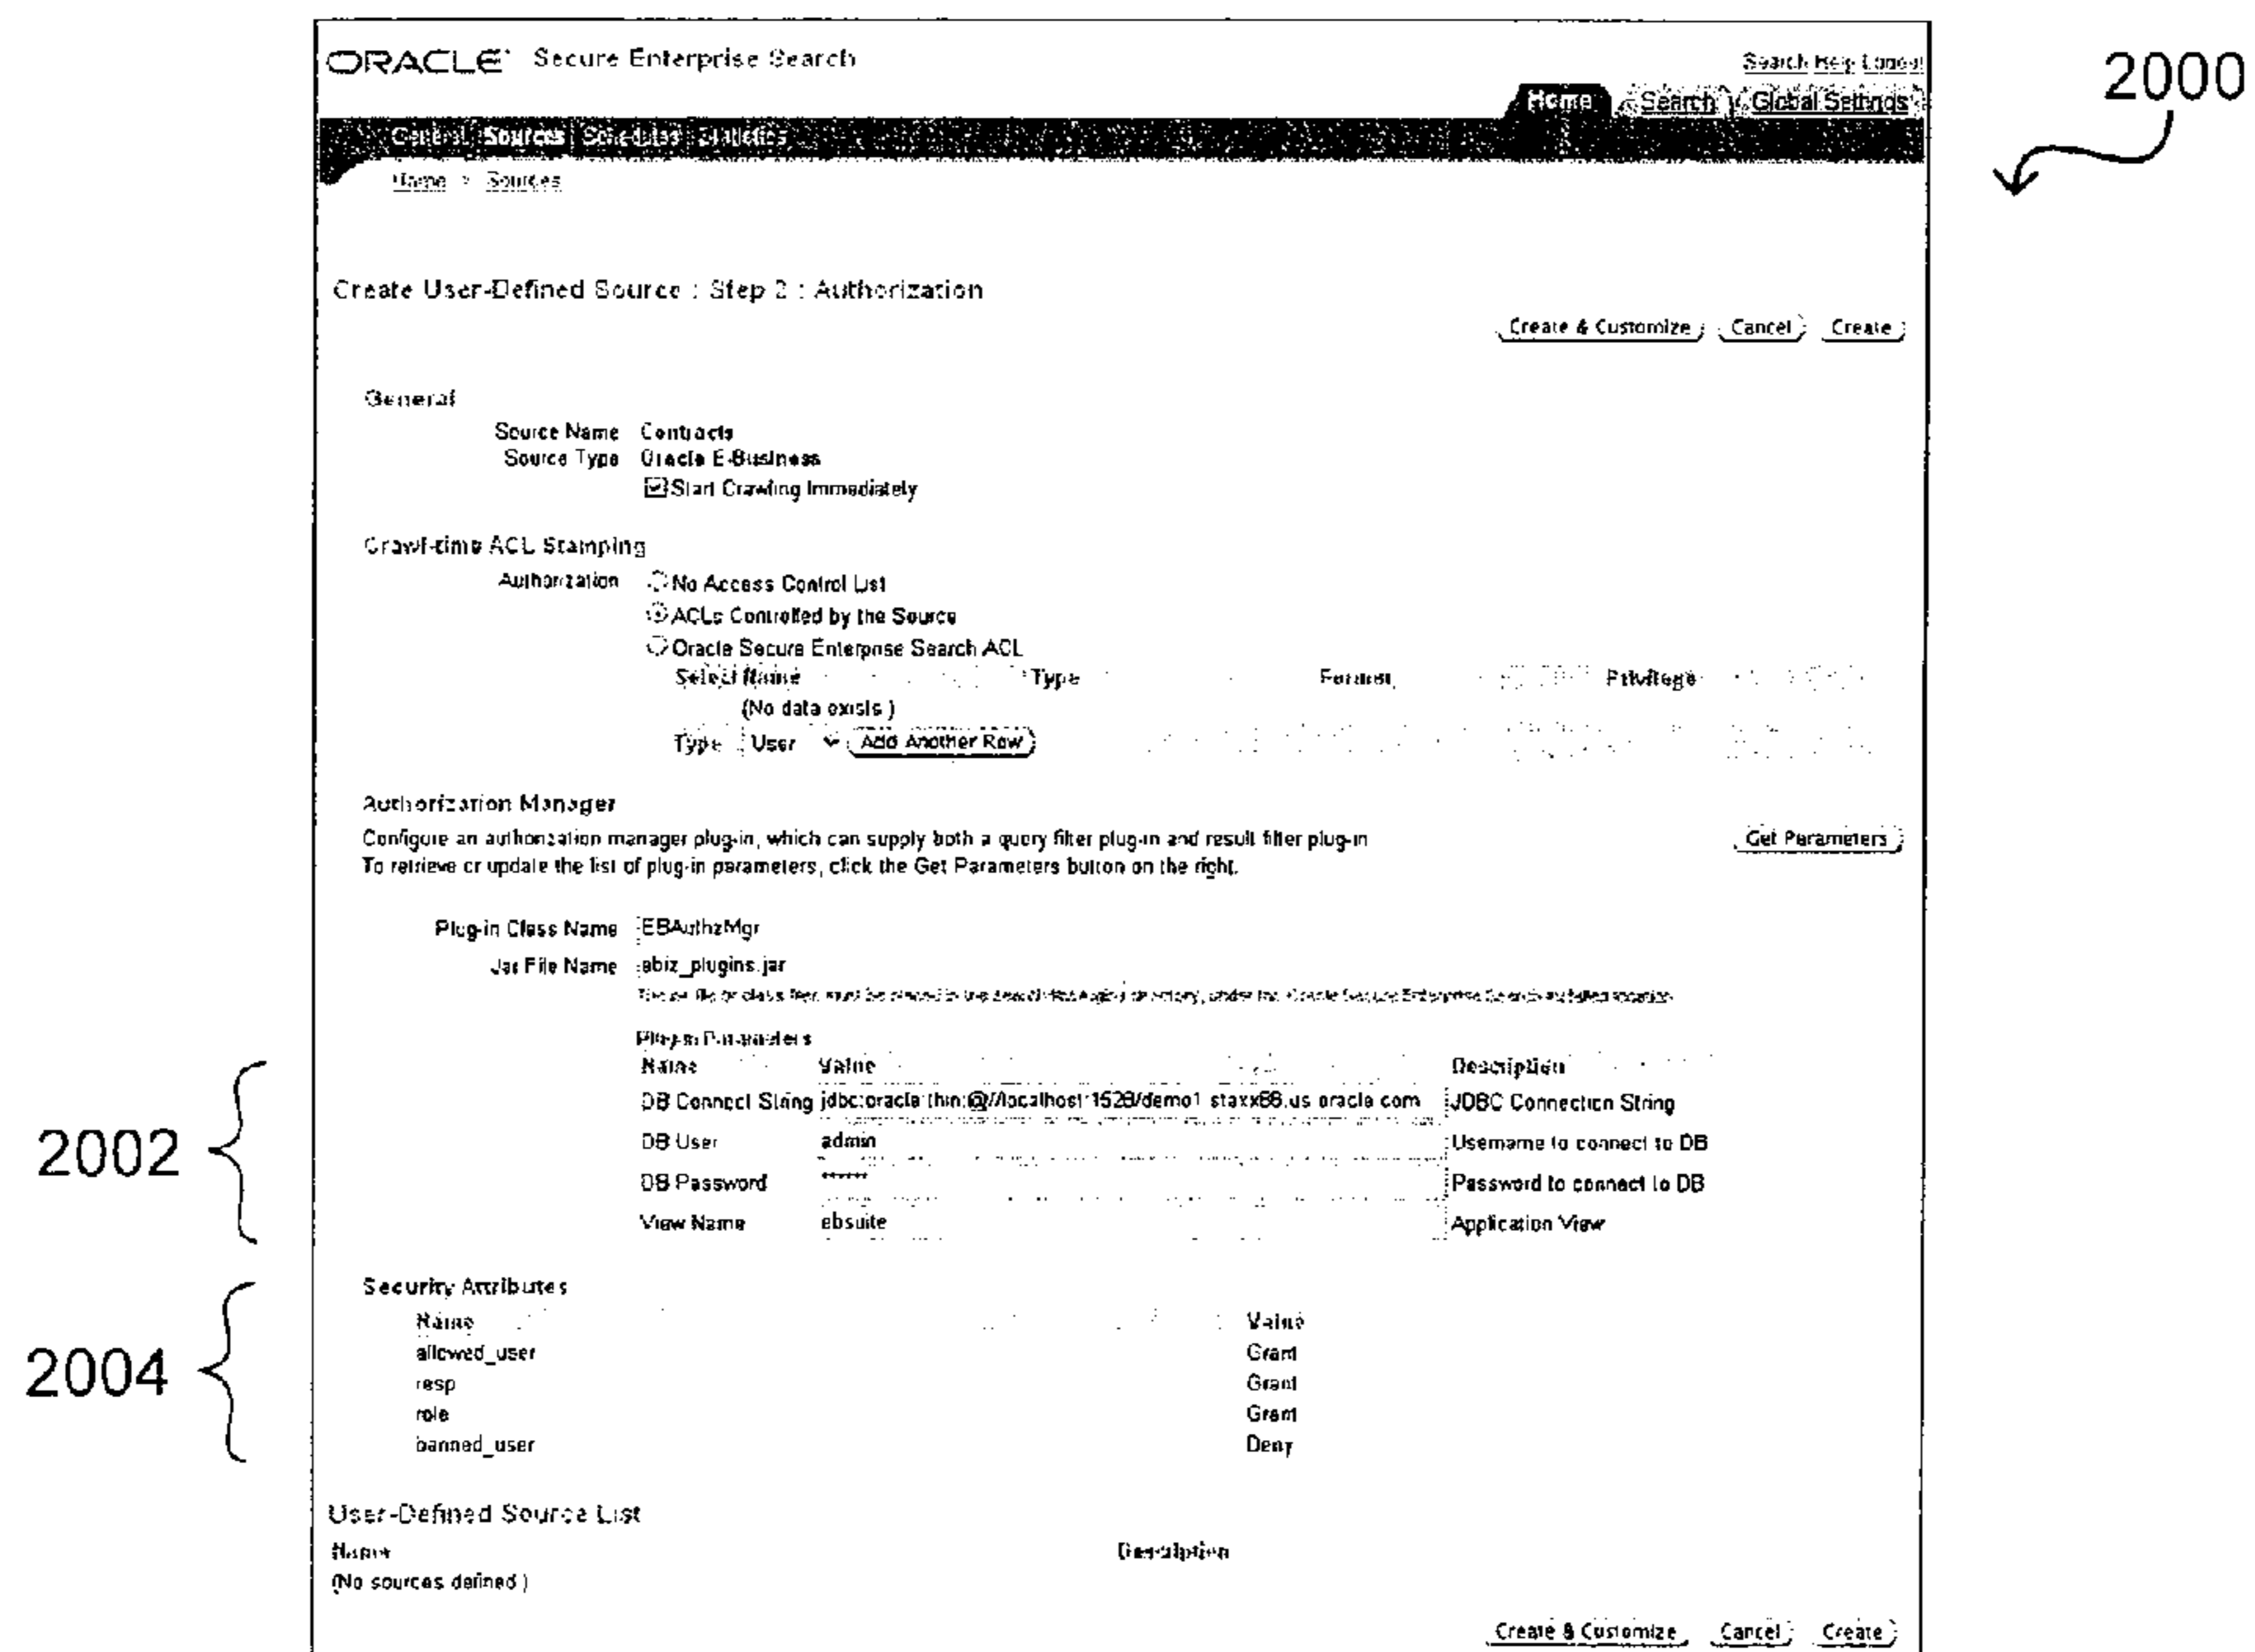 ORACLE Secure Enterprise Search
Search Help Logout
2000
Home Search Global Settings
General Sources Schedules Statistics
Home > Sources
Create User-Defined Source : Step 2 : Authorization
Create & Customize Cancel Create
General
Source Name Contracts
Source Type Oracle E-Business
Start Crawling Immediately
Crawl-time ACL Stamping
Authorization No Access Control List
ACLs Controlled by the Source
Oracle Secure Enterprise Search ACL
Select Name Type Format Privilege
(No data exists )
Type User Add Another Row
Authorization Manager
Configure an authorization manager plug-in, which can supply both a query filter plug-in and result filter plug-in
Get Parameters
To retrieve or update the list of plug-in parameters, click the Get Parameters button on the right.
Plug-in Class Name EBAuthzMgr
Jar File Name ebiz_plugins.jar
Plug-in Parameters
Name Value Description
DB Connect String jdbc:oracle:thin:@//localhost:1528/demo1 JDBC Connection String
2002
DB User admin Username to connect to DB
DB Password ****** Password to connect to DB
View Name ebsuite Application View
Security Attributes
Name Value
allowed_user Grant
2004
resp Grant
role Grant
banned_user Deny
User-Defined Source List
Name Description
(No sources defined )
Create & Customize Cancel Create